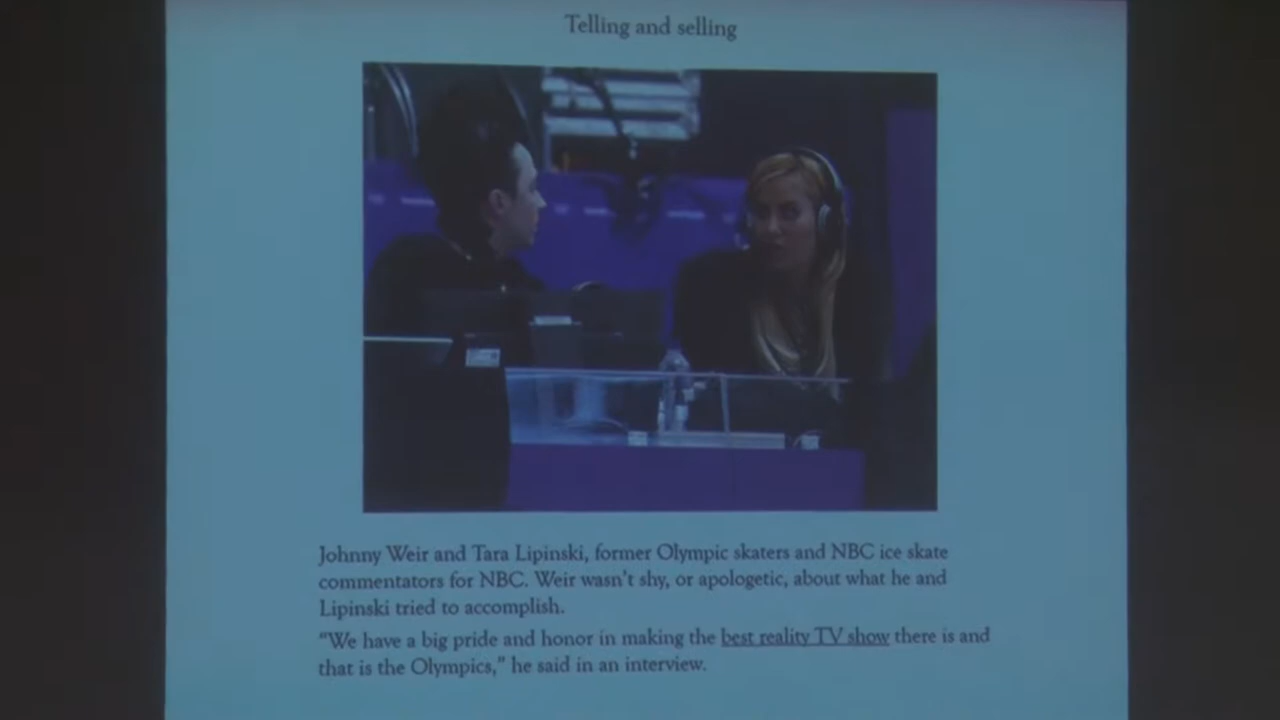 Telling and selling
Johnny Weir and Tara Lipinski, former Olympic skaters and NBC ice skate
commentators for NBC. Weir wasn't shy, or apologetic, about what he and
Lipinski tried to accomplish.
“We have a big pride and honor in making the best reality TV show there is and
that is the Olympics,” he said in an interview.